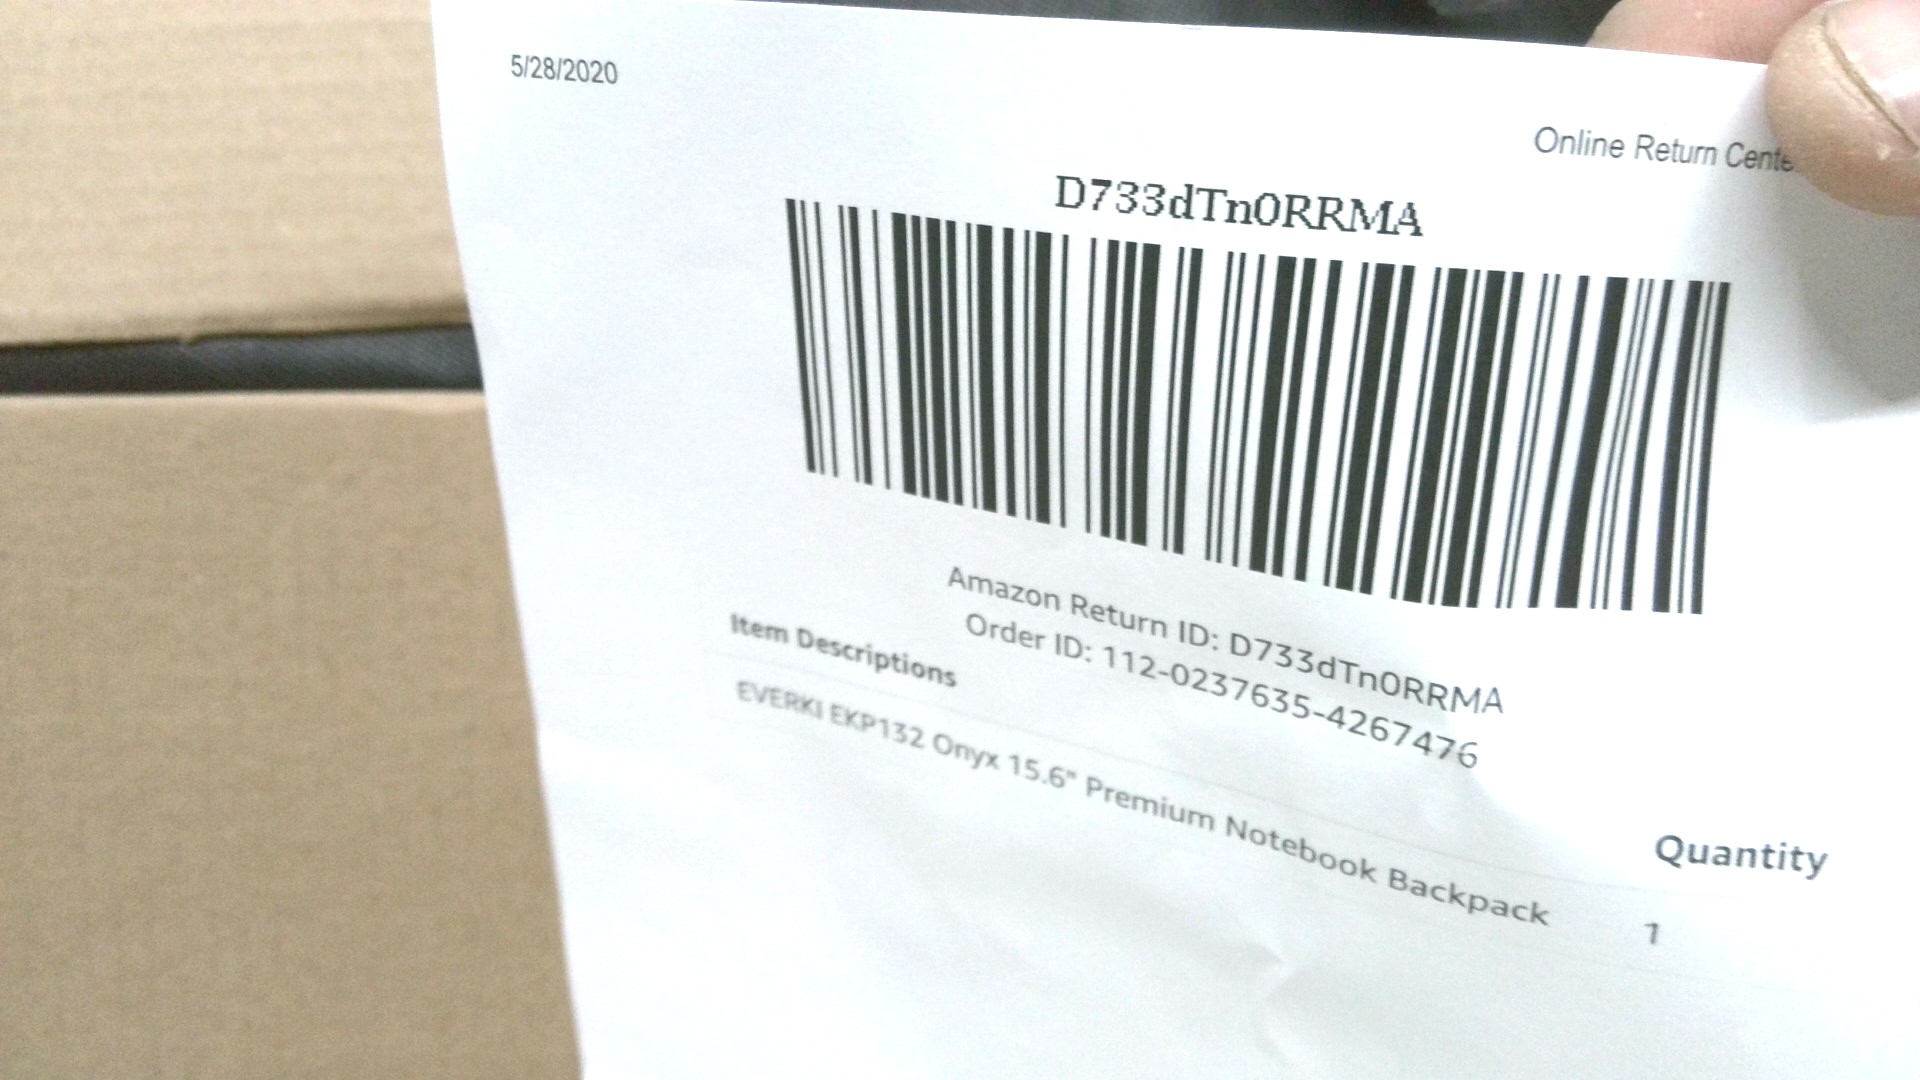 5/28/2020
Online Return Cente
D733dTn0RRMA
Amazon Return ID: D733dTn0RRMA
Order ID: 112-0237635-4267476
Item Descriptions Quantity
EVERKI EKP132 Onyx 15.6" Premium Notebook Backpack 1